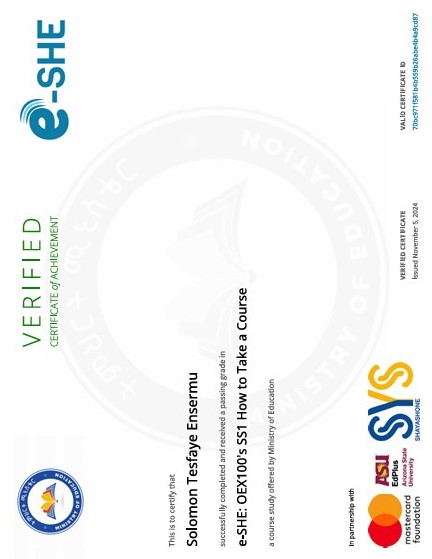 e-SHE
VERIFIED
CERTIFICATE of ACHIEVEMENT
This is to certify that
Solomon Tesfaye Ensermu
successfully completed and received a passing grade in
e-SHE: OEX100's SS1 How to Take a Course
a course study offered by Ministry of Education
VERIFIED CERTIFICATE
Issued November 5, 2024
VALID CERTIFICATE ID
In partnership with
mastercard
foundation
ASU
EdPlus
Arizona State
University
SYS
SHAYASHONE
MINISTRY OF EDUCATION